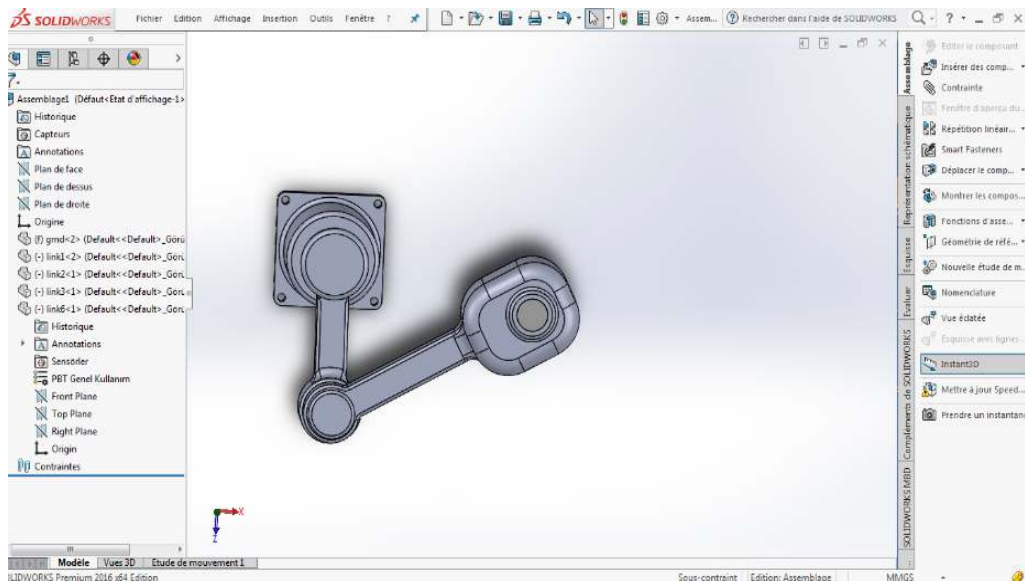 SOLIDWORKS
Fichier Edition Affichage Insertion Outils Fenêtre ?
Assem...
Rechercher dans l'aide de SOLIDWORKS
Assemblage1 (Défaut<Etat d'affichage-1>
Historique
Capteurs
Annotations
Plan de face
Plan de dessus
Plan de droite
Origine
(f) grnd<2> (Default<<Default>_Görü
(-) link1<2> (Default<<Default>_Görü
(-) link2<1> (Default<<Default>_Görü
(-) link3<1> (Default<<Default>_Görü
(-) link6<1> (Default<<Default>_Görü
Historique
Annotations
Sensörler
PBT Genel Kullanım
Front Plane
Top Plane
Right Plane
Origin
Contraintes
X
Z
Assemblage
Représentation schématique
Esquisse
Evaluer
Compléments de SOLIDWORKS
SOLIDWORKS MBD
Editer le composant
Insérer des comp...
Contrainte
Fenêtre d'aperçu du...
Répétition linéair...
Smart Fasteners
Déplacer le comp...
Montrer les compos...
Fonctions d'asse...
Géométrie de réfé...
Nouvelle étude de m...
Nomenclature
Vue éclatée
Esquisse avec lignes...
Instant3D
Mettre à jour Speed...
Prendre un instantan
Modèle Vues 3D Etude de mouvement 1
SOLIDWORKS Premium 2016 x64 Edition
Sous-contraint Edition: Assemblage MMGS